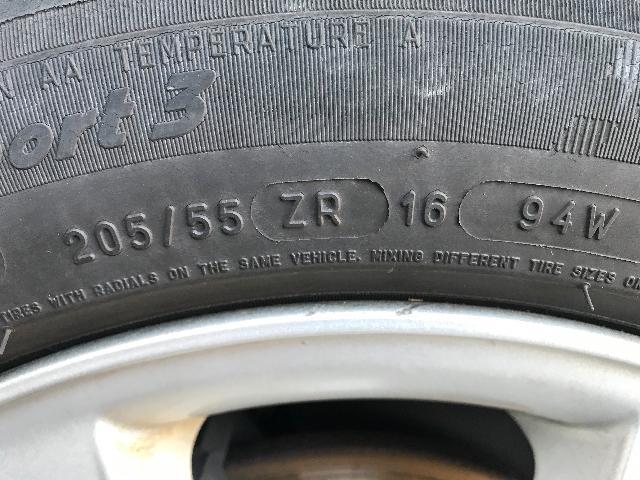 AA TEMPERATURE A
ort 3
205/55 ZR 16 94W
TIRES WITH RADIALS ON THE SAME VEHICLE. MIXING DIFFERENT TIRE SIZES ON